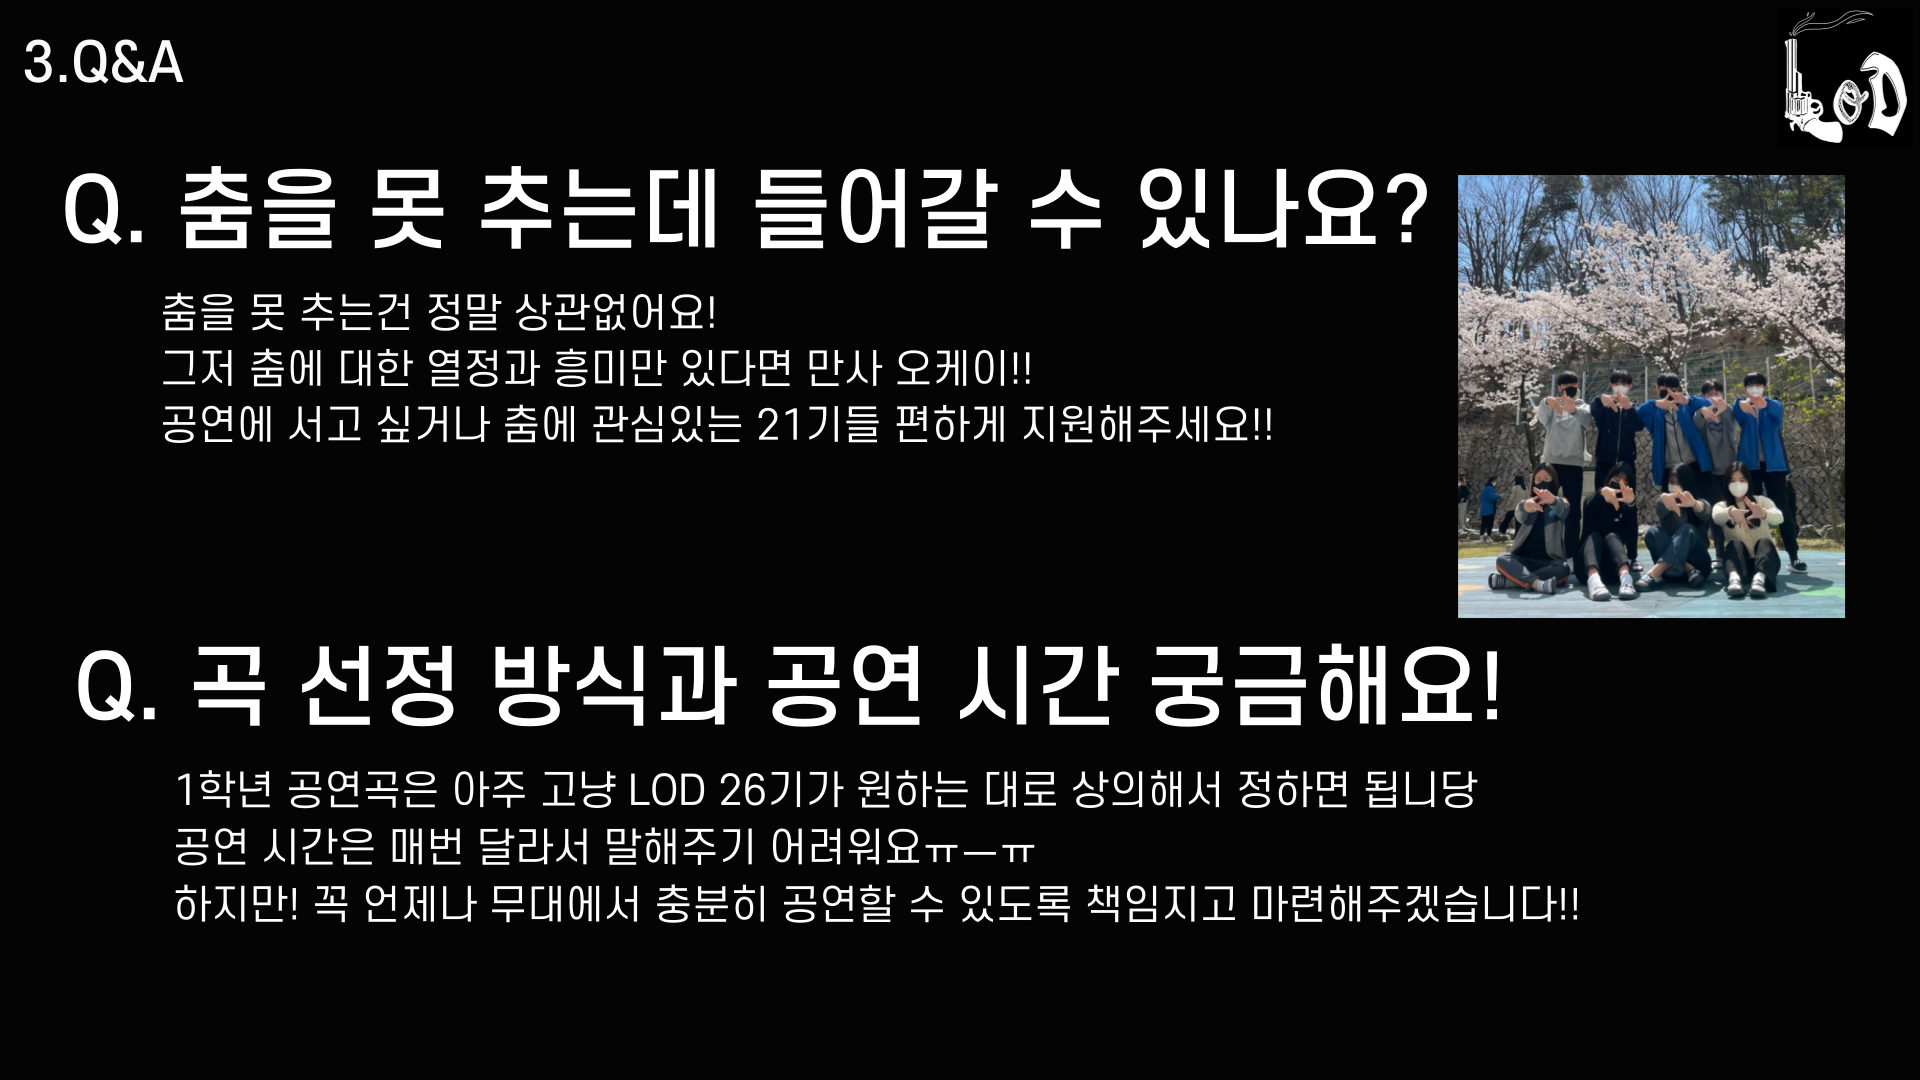 3.Q&A
LOD
Q. 춤을 못 추는데 들어갈 수 있나요?
춤을 못 추는건 정말 상관없어요!
그저 춤에 대한 열정과 흥미만 있다면 만사 오케이!!
공연에 서고 싶거나 춤에 관심있는 21기들 편하게 지원해주세요!!
Q. 곡 선정 방식과 공연 시간 궁금해요!
1학년 공연곡은 아주 고냥 LOD 26기가 원하는 대로 상의해서 정하면 됩니당
공연 시간은 매번 달라서 말해주기 어려워요ㅠㅡㅠ
하지만! 꼭 언제나 무대에서 충분히 공연할 수 있도록 책임지고 마련해주겠습니다!!